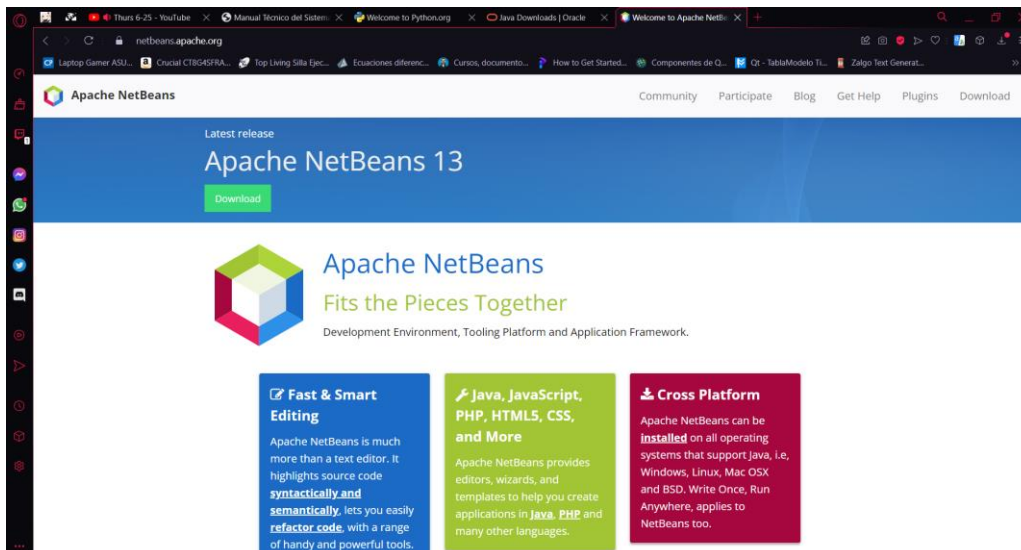 Thurs 6-25 - YouTube
Manual Técnico del Sistem
Welcome to Python.org
Java Downloads | Oracle
Welcome to Apache NetBe
netbeans.apache.org
Laptop Gamer ASU...
Crucial CT8G4SFRA...
Top Living Silla Ejec...
Ecuaciones diferenc...
Cursos, documento...
How to Get Started...
Componentes de Q...
Qt - TablaModelo Ti...
Zalgo Text Generat...
Apache NetBeans
Community Participate Blog Get Help Plugins Download
Latest release
Apache NetBeans 13
Download
Apache NetBeans
Fits the Pieces Together
Development Environment, Tooling Platform and Application Framework.
Fast & Smart
Editing
Apache NetBeans is much
more than a text editor. It
highlights source code
syntactically and
semantically, lets you easily
refactor code, with a range
of handy and powerful tools.
Java, JavaScript,
PHP, HTML5, CSS,
and More
Apache NetBeans provides
editors, wizards, and
templates to help you create
applications in Java, PHP and
many other languages.
Cross Platform
Apache NetBeans can be
installed on all operating
systems that support Java, i.e,
Windows, Linux, Mac OSX
and BSD. Write Once, Run
Anywhere, applies to
NetBeans too.